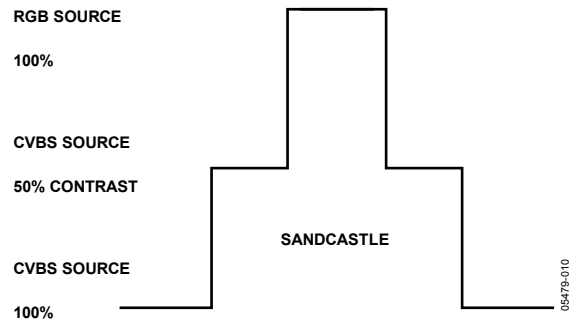 RGB SOURCE
100%
CVBS SOURCE
50% CONTRAST
SANDCASTLE
CVBS SOURCE
100%
05479-010